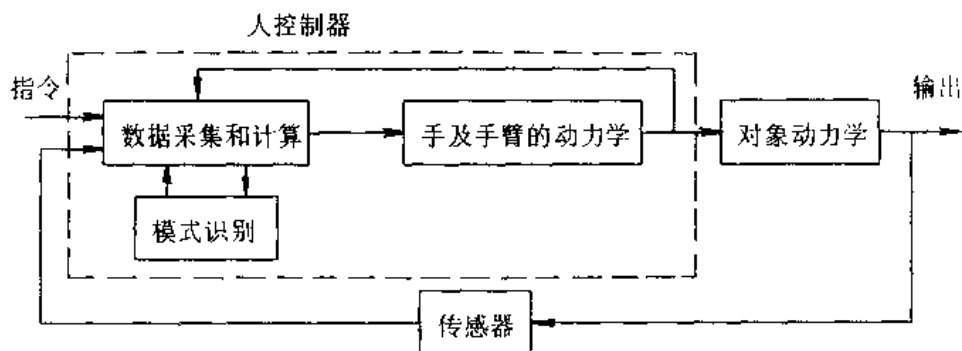 人控制器
指令
输出
数据采集和计算
手及手臂的动力学
对象动力学
模式识别
传感器